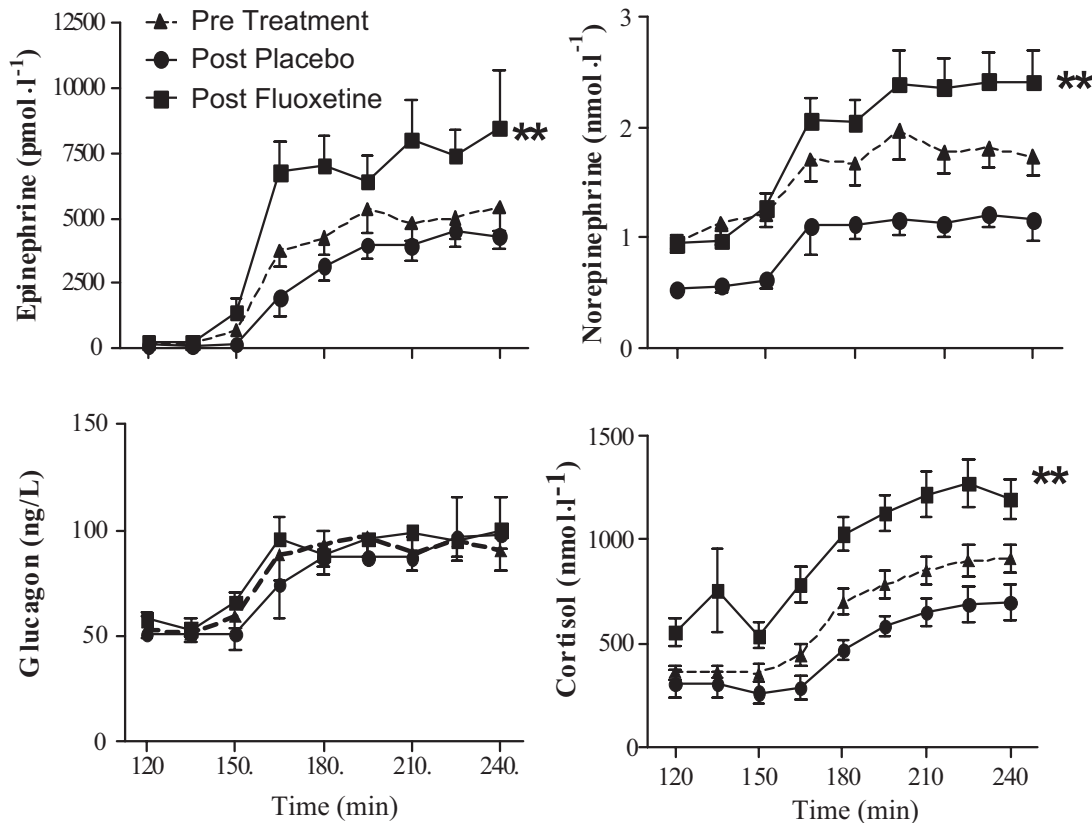 Epinephrine (pmol·l⁻¹)
12500
10000
7500
5000
2500
0
Pre Treatment
Post Placebo
Post Fluoxetine
**
Norepinephrine (nmol·l⁻¹)
3
2
1
0
**
Glucagon (ng/L)
150
100
50
0
120 150. 180. 210. 240.
Time (min)
Cortisol (nmol·l⁻¹)
1500
1000
500
0
**
120 150 180 210 240
Time (min)